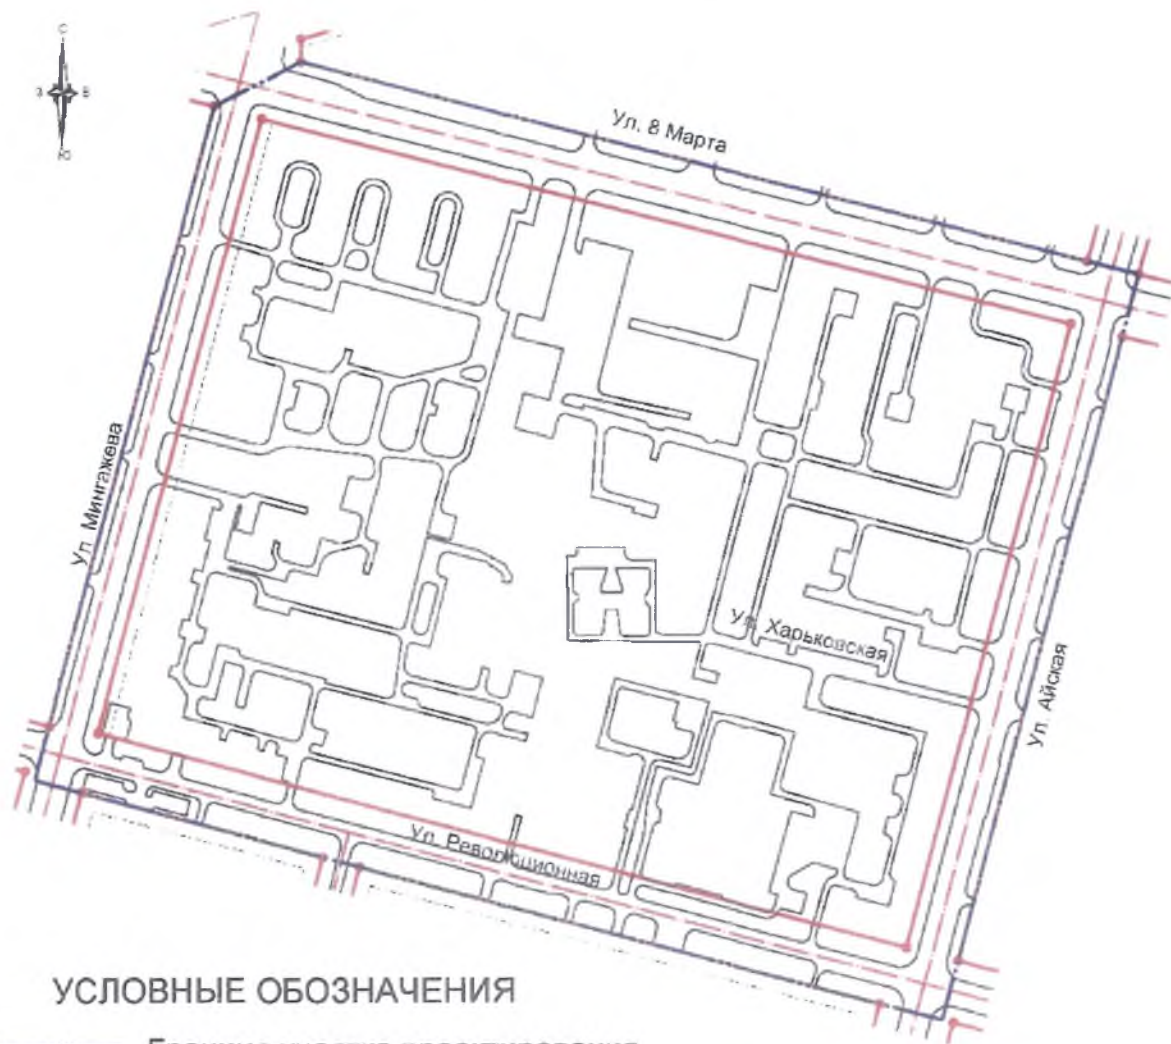 С
З В
Ю
Ул. 8 Марта
Ул. Мингажева
Ул. Харьковская
Ул. Айская
Ул. Революционная
УСЛОВНЫЕ ОБОЗНАЧЕНИЯ